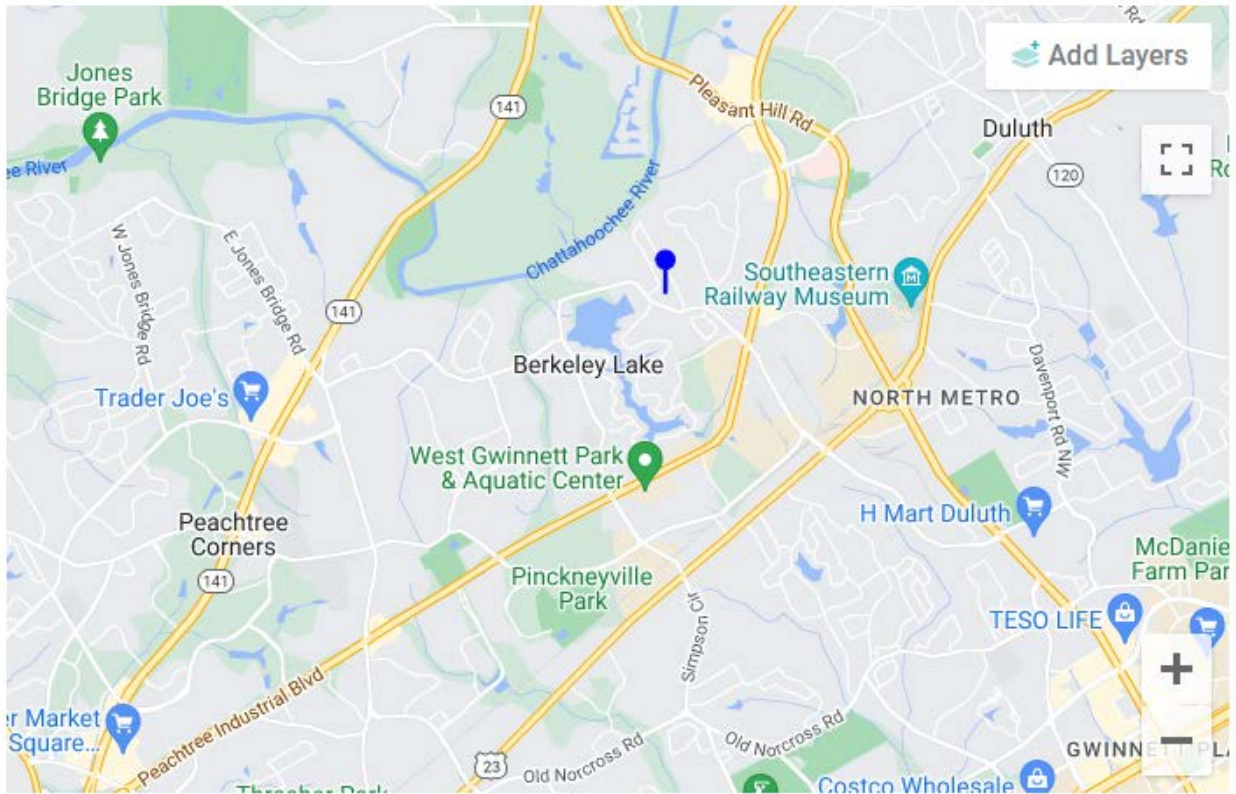 Rd
Add Layers
Jones
Bridge Park
141
Pleasant Hill Rd
Duluth
120
ee River
Chattahoochee River
W Jones Bridge Rd
E Jones Bridge Rd
Southeastern
Railway Museum
141
Berkeley Lake
Trader Joe's
NORTH METRO
Davenport Rd NW
West Gwinnett Park
& Aquatic Center
H Mart Duluth
Peachtree
Corners
McDanie
Farm Par
141
Pinckneyville
Park
Simpson Cir
TESO LIFE
Peachtree Industrial Blvd
er Market
Square...
Old Norcross Rd
Old Norcross Rd
23
GWINNETT PLA
Costco Wholesale